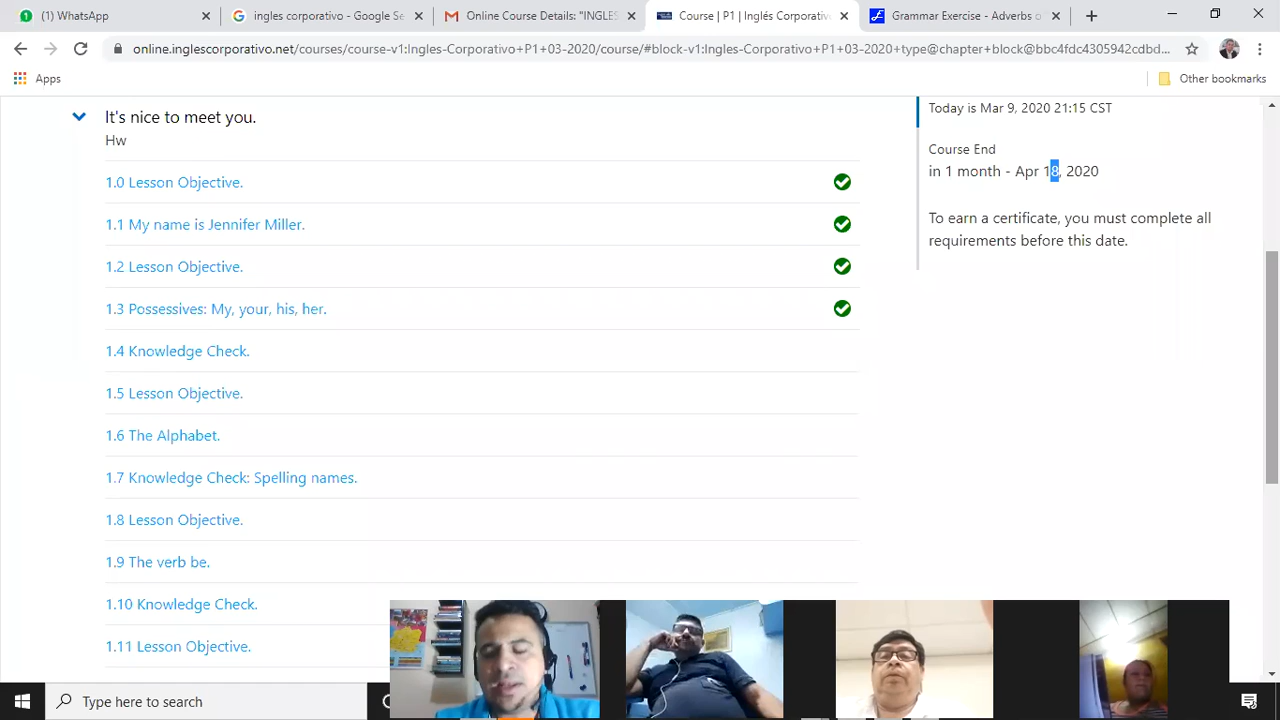 (1) WhatsApp
ingles corporativo - Google Se
Online Course Details: "INGLES
Course | P1 | Inglés Corporativo
Grammar Exercise - Adverbs o
online.inglescorporativo.net/courses/course-v1:Ingles-Corporativo+P1+03-2020/course/#block-v1:Ingles-Corporativo+P1+03-2020+type@chapter+block@bbc4fdc4305942cdbd...
Apps
Other bookmarks
It's nice to meet you.
Hw
1.0 Lesson Objective.
1.1 My name is Jennifer Miller.
1.2 Lesson Objective.
1.3 Possessives: My, your, his, her.
1.4 Knowledge Check.
1.5 Lesson Objective.
1.6 The Alphabet.
1.7 Knowledge Check: Spelling names.
1.8 Lesson Objective.
1.9 The verb be.
1.10 Knowledge Check.
1.11 Lesson Objective.
Today is Mar 9, 2020 21:15 CST
Course End
in 1 month - Apr 18, 2020
To earn a certificate, you must complete all
requirements before this date.
Type here to search